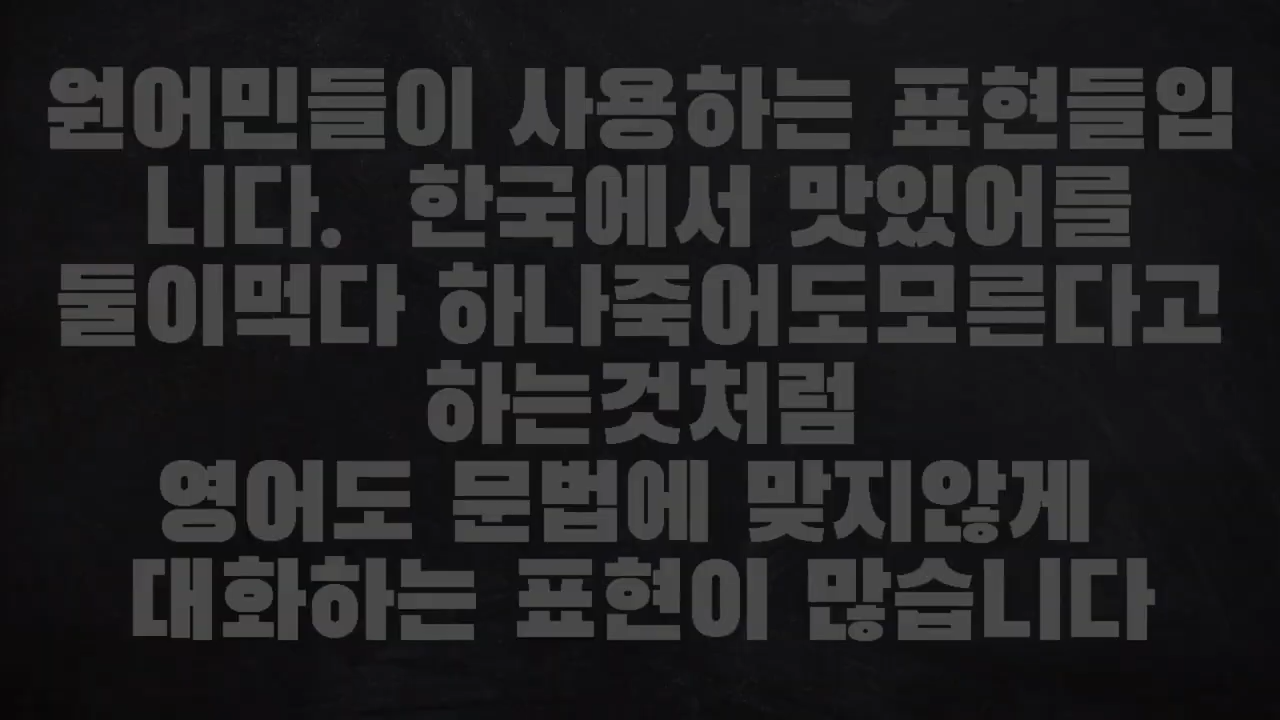 원어민들이 사용하는 표현들입
니다. 한국에서 맛있어를
둘이먹다 하나죽어도모른다고
하는것처럼
영어도 문법에 맞지않게
대화하는 표현이 많습니다